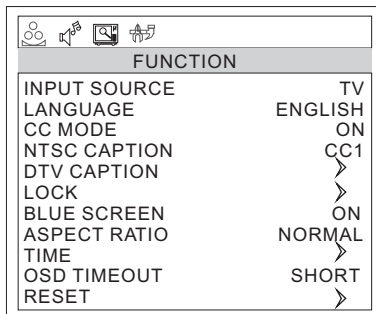 FUNCTION
INPUT SOURCE TV
LANGUAGE ENGLISH
CC MODE ON
NTSC CAPTION CC1
DTV CAPTION
LOCK
BLUE SCREEN ON
ASPECT RATIO NORMAL
TIME
OSD TIMEOUT SHORT
RESET